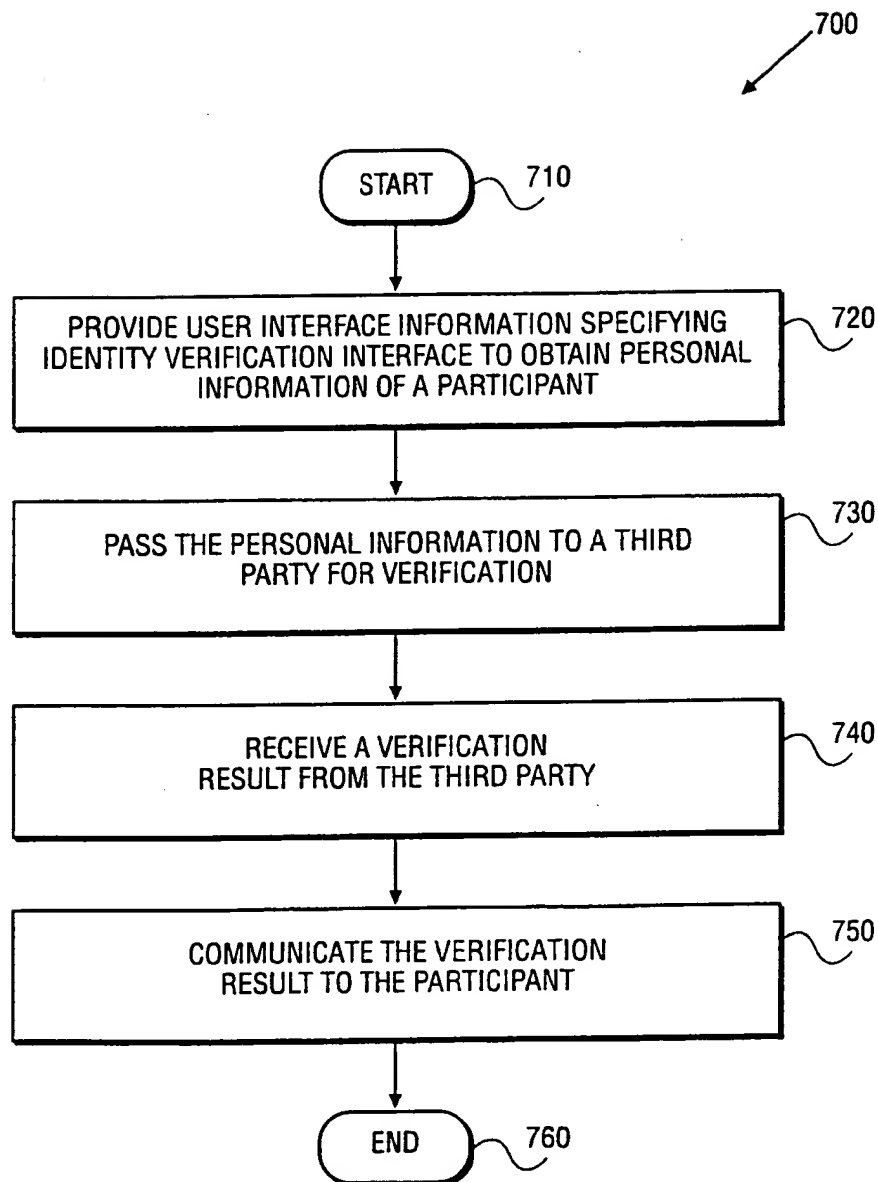 700
START
710
PROVIDE USER INTERFACE INFORMATION SPECIFYING
IDENTITY VERIFICATION INTERFACE TO OBTAIN PERSONAL
INFORMATION OF A PARTICIPANT
720
PASS THE PERSONAL INFORMATION TO A THIRD
PARTY FOR VERIFICATION
730
RECEIVE A VERIFICATION
RESULT FROM THE THIRD PARTY
740
COMMUNICATE THE VERIFICATION
RESULT TO THE PARTICIPANT
750
END
760